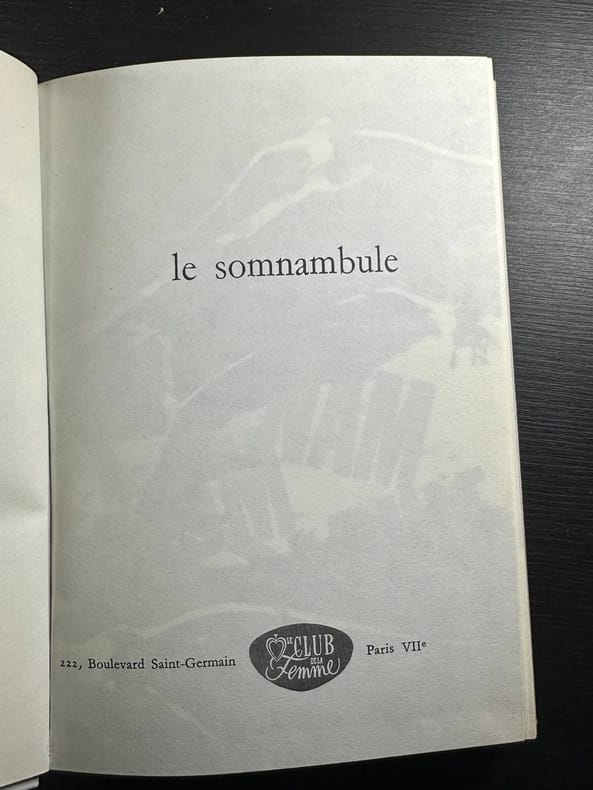 le somnambule
222, Boulevard Saint-Germain
LE CLUB
DE LA
Femme
Paris VIIe